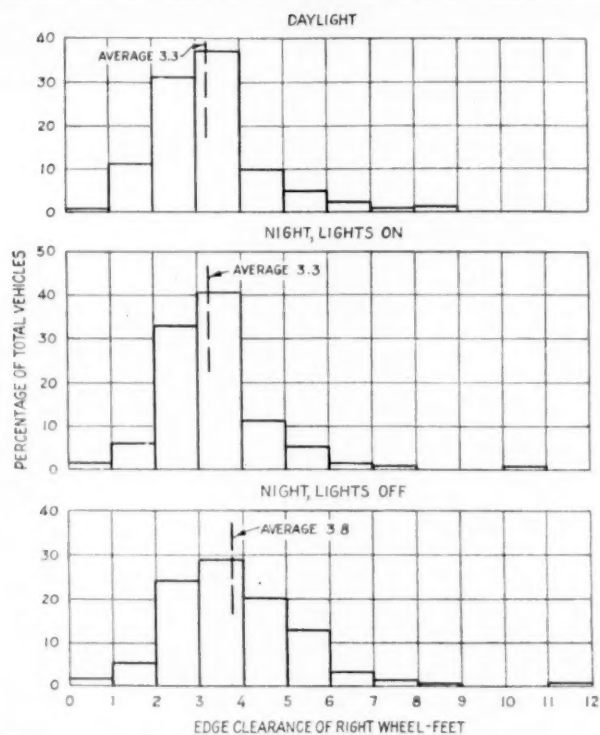 DAYLIGHT
40
AVERAGE 3.3
30
20
10
0
NIGHT, LIGHTS ON
50
AVERAGE 3.3
40
30
20
10
0
NIGHT, LIGHTS OFF
40
AVERAGE 3.8
30
20
10
0
0 1 2 3 4 5 6 7 8 9 10 11 12
EDGE CLEARANCE OF RIGHT WHEEL-FEET
PERCENTAGE OF TOTAL VEHICLES